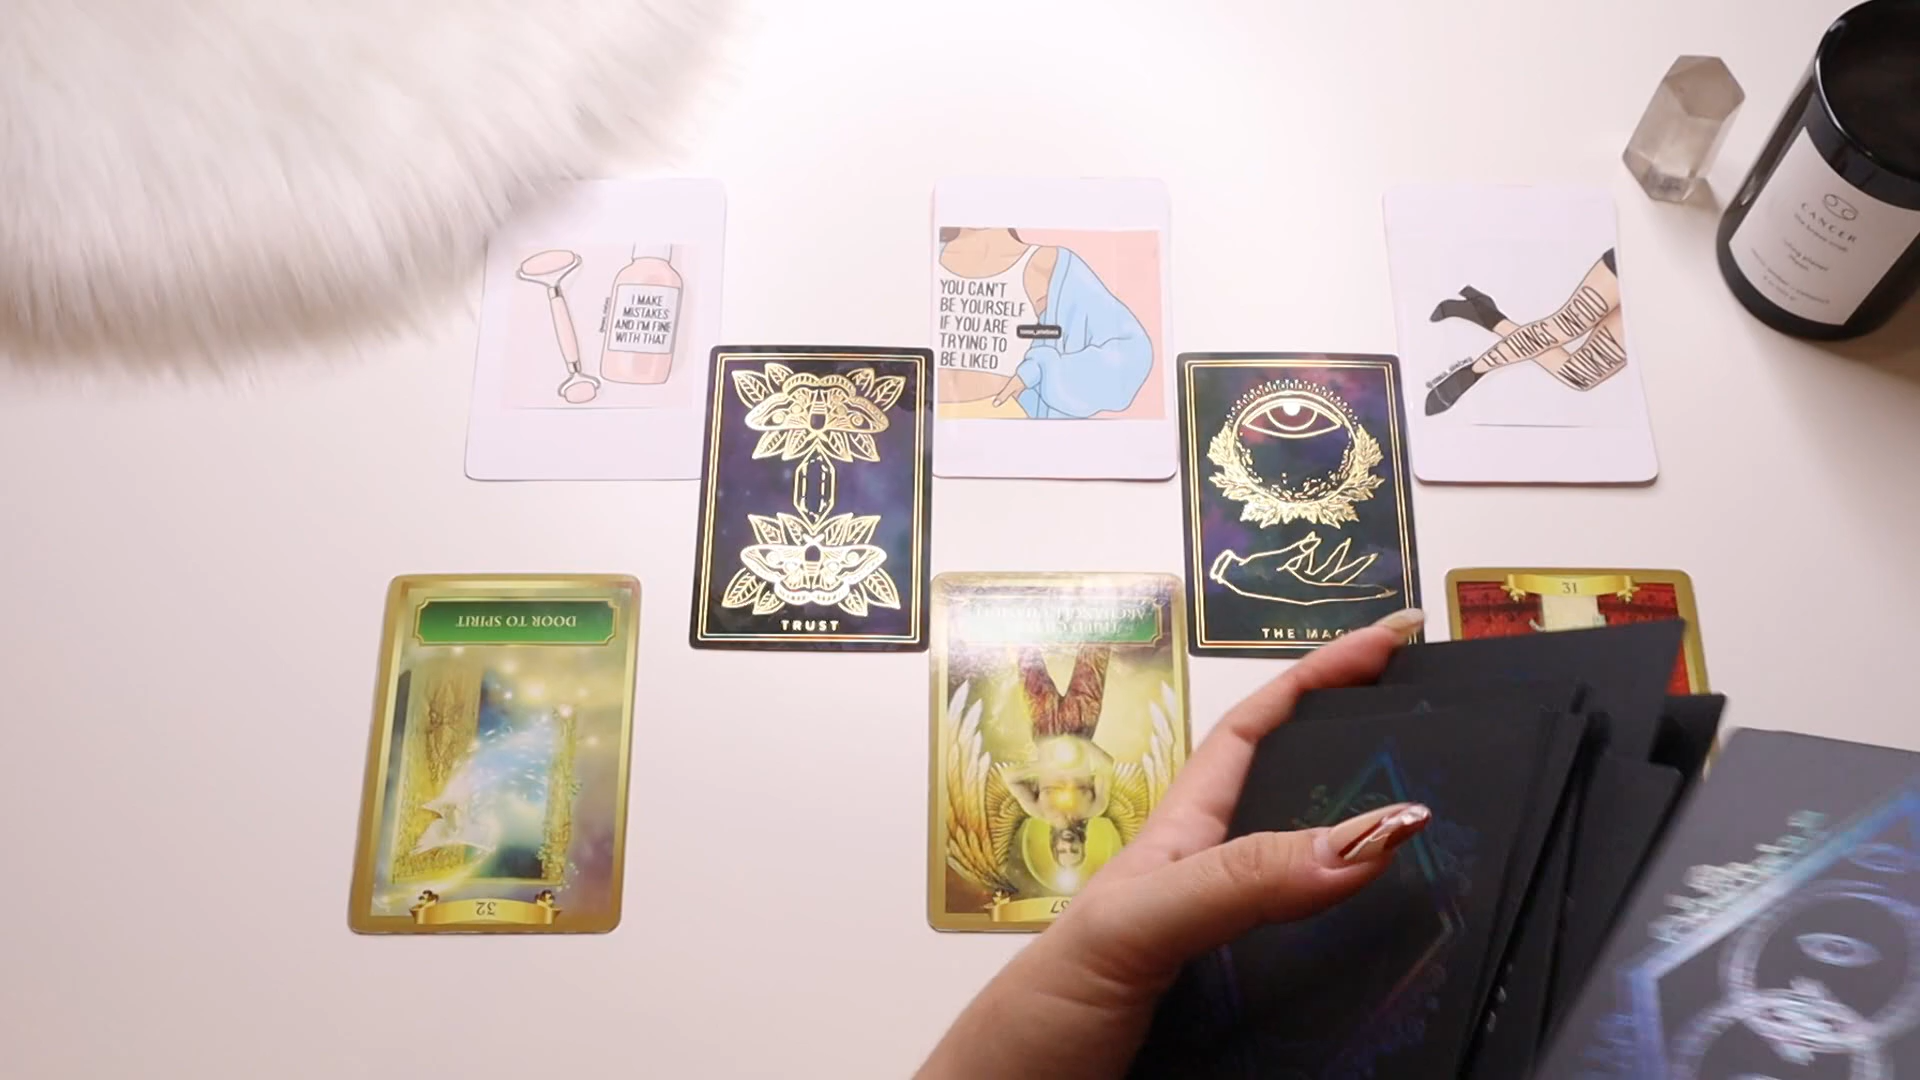 I MAKE
MISTAKES
AND I'M FINE
WITH THAT
YOU CAN'T
BE YOURSELF
IF YOU ARE
TRYING TO
BE LIKED
LET THINGS UNFOLD
NATURALLY
CANCER
TRUST
THE MAGI
DOOR TO SPIRIT
32
31
37